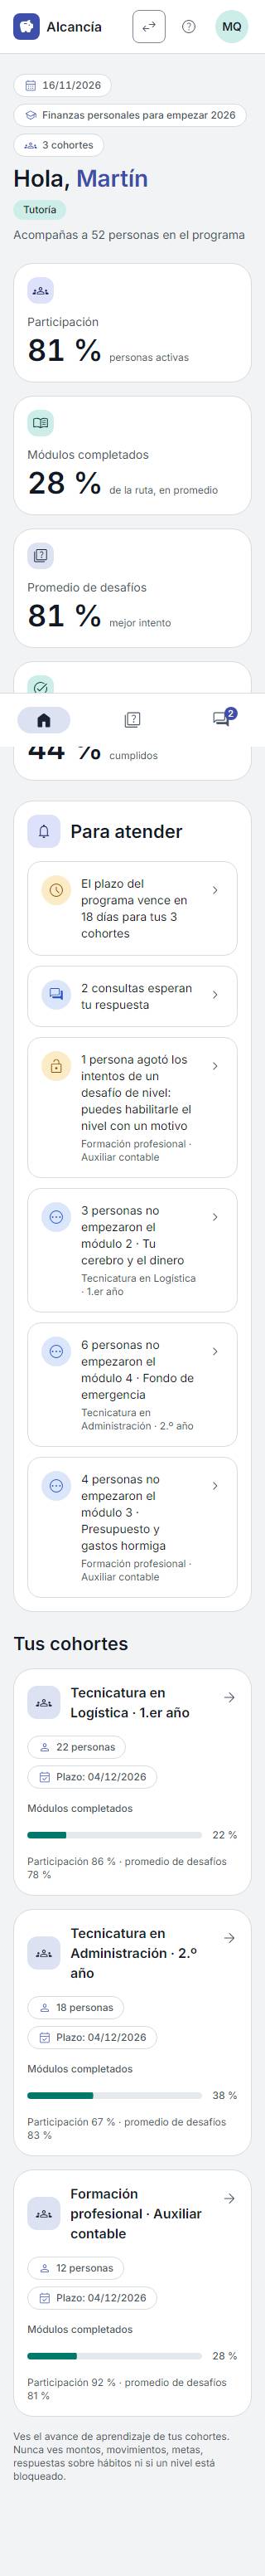 Alcancía
MQ
16/11/2026
Finanzas personales para empezar 2026
3 cohortes
Hola, Martín
Tutoría
Acompañas a 52 personas en el programa
Participación
81 % personas activas
Módulos completados
28 % de la ruta, en promedio
Promedio de desafíos
81 % mejor intento
2
44 % cumplidos
Para atender
El plazo del
programa vence en
18 días para tus 3
cohortes
2 consultas esperan
tu respuesta
1 persona agotó los
intentos de un
desafío de nivel:
puedes habilitarle el
nivel con un motivo
Formación profesional ·
Auxiliar contable
3 personas no
empezaron el
módulo 2 · Tu
cerebro y el dinero
Tecnicatura en Logística
· 1.er año
6 personas no
empezaron el
módulo 4 · Fondo de
emergencia
Tecnicatura en
Administración · 2.º año
4 personas no
empezaron el
módulo 3 ·
Presupuesto y
gastos hormiga
Formación profesional ·
Auxiliar contable
Tus cohortes
Tecnicatura en
Logística · 1.er año
22 personas
Plazo: 04/12/2026
Módulos completados
22 %
Participación 86 % · promedio de desafíos
78 %
Tecnicatura en
Administración · 2.º
año
18 personas
Plazo: 04/12/2026
Módulos completados
38 %
Participación 67 % · promedio de desafíos
83 %
Formación
profesional · Auxiliar
contable
12 personas
Plazo: 04/12/2026
Módulos completados
28 %
Participación 92 % · promedio de desafíos
81 %
Ves el avance de aprendizaje de tus cohortes.
Nunca ves montos, movimientos, metas,
respuestas sobre hábitos ni si un nivel está
bloqueado.